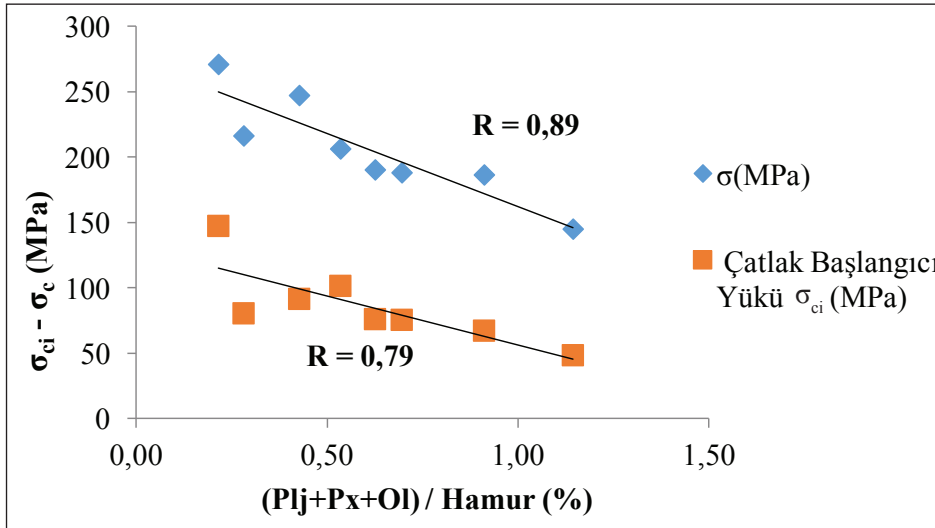 300
250
200
150
100
50
0
σci - σc (MPa)
R = 0,89
R = 0,79
0,00
0,50
1,00
1,50
(Plj+Px+Ol) / Hamur (%)
σ(MPa)
Çatlak Başlangıcı
Yükü σci (MPa)